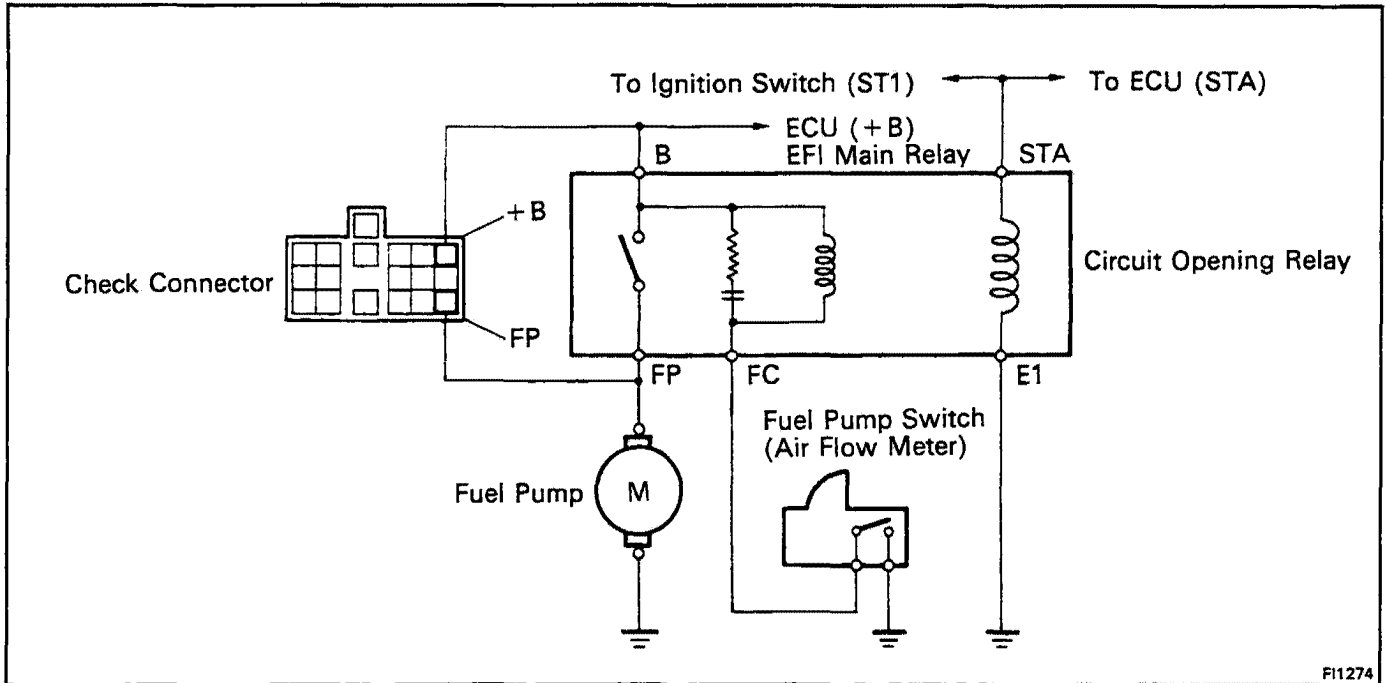 To Ignition Switch (ST1)
To ECU (STA)
ECU (+B)
EFI Main Relay
B
STA
+B
Check Connector
Circuit Opening Relay
FP
FP
FC
E1
Fuel Pump Switch
(Air Flow Meter)
Fuel Pump
M
FI1274